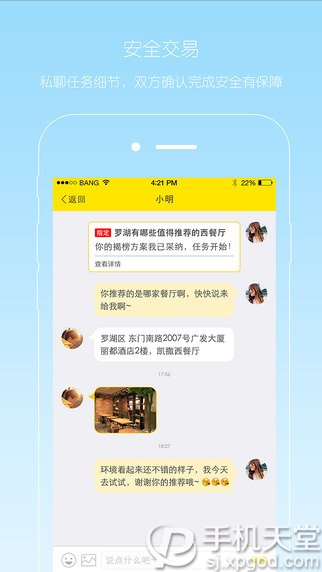 安全交易
私聊任务细节，双方确认完成安全有保障
BANG 4:21 PM 22%
返回 小明
限定 罗湖有哪些值得推荐的西餐厅
你的揭榜方案我已采纳，任务开始！
查看详情
你推荐的是哪家餐厅啊，快快说来
给我啊~
罗湖区 东门南路2007号广发大厦
丽都酒店2楼，凯撒西餐厅
17:56
18:27
环境看起来还不错的样子，我今天
去试试，谢谢你的推荐哦~😘😘😘
说点什么吧~
手机天堂
sj.xpgod.com